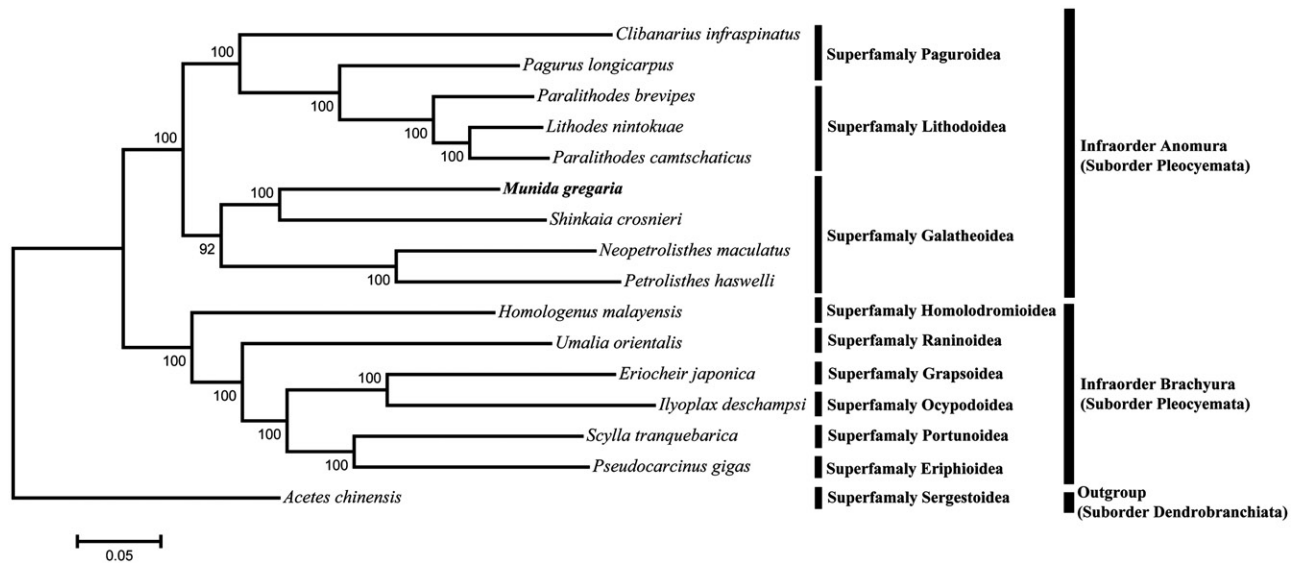 Clibanarius infraspinatus
Pagurus longicarpus
Superfamaly Paguroidea
Paralithodes brevipes
Lithodes nintokuae
Paralithodes camtschaticus
Superfamaly Lithodoidea
Munida gregaria
Shinkaia crosnieri
Neopetrolisthes maculatus
Petrolisthes haswelli
Superfamaly Galatheoidea
Infraorder Anomura
(Suborder Pleocyemata)
Homologenus malayensis
Superfamaly Homolodromioidea
Umalia orientalis
Superfamaly Raninoidea
Eriocheir japonica
Superfamaly Grapsoidea
Ilyoplax deschampsi
Superfamaly Ocypodoidea
Scylla tranquebarica
Superfamaly Portunoidea
Pseudocarcinus gigas
Superfamaly Eriphioidea
Infraorder Brachyura
(Suborder Pleocyemata)
Acetes chinensis
Superfamaly Sergestoidea
Outgroup
(Suborder Dendrobranchiata)
100
100
100
100
100
100
92
100
100
100
100
100
100
0.05